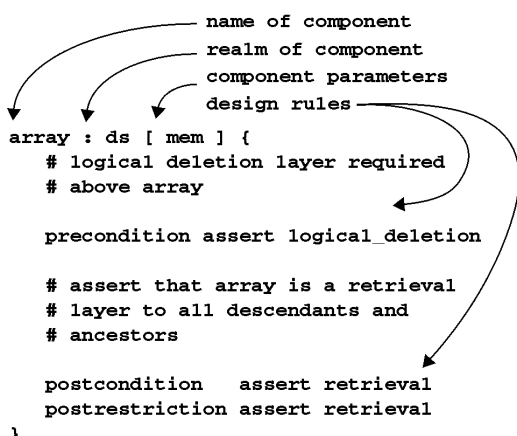 name of component
realm of component
component parameters
design rules
array : ds [ mem ] {
# logical deletion layer required
# above array
precondition assert logical_deletion
# assert that array is a retrieval
# layer to all descendants and
# ancestors
postcondition assert retrieval
postrestriction assert retrieval
}